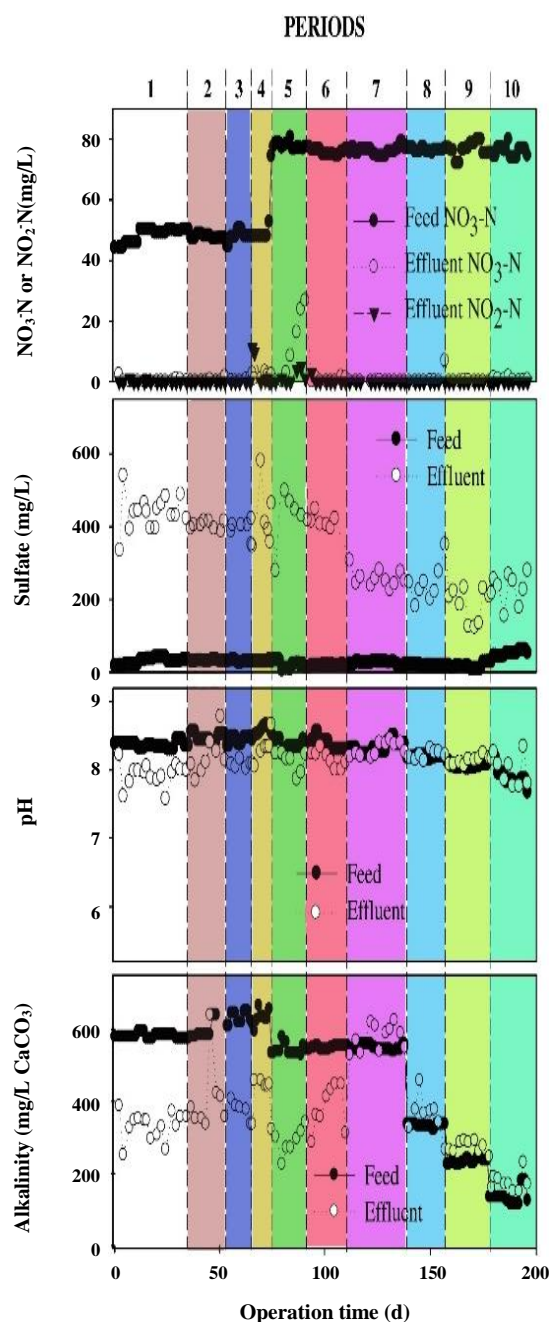 PERIODS
1 2 3 4 5 6 7 8 9 10
NO₃-N or NO₂-N(mg/L)
80
60
40
20
0
Feed NO₃-N
Effluent NO₃-N
Effluent NO₂-N
Sulfate (mg/L)
600
400
200
0
Feed
Effluent
pH
9
8
7
6
Feed
Effluent
Alkalinity (mg/L CaCO₃)
600
400
200
0
Feed
Effluent
0 50 100 150 200
Operation time (d)